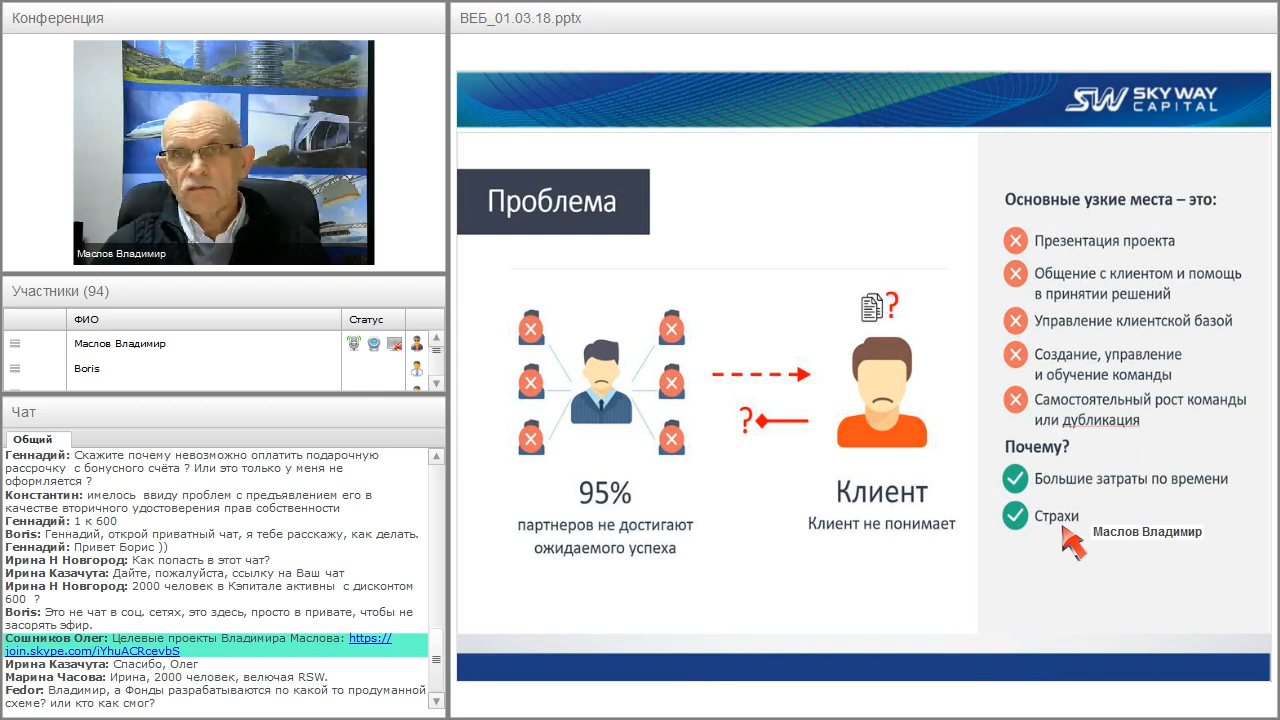 Конференция
Маслов Владимир
Участники (94)
ФИО
Статус
Маслов Владимир
Boris
Чат
Общий
Геннадий: Скажите почему невозможно оплатить подарочную
рассрочку с бонусного счёта ? Или это только у меня не
оформляется ?
Константин: имелось ввиду проблем с предъявлением его в
качестве вторичного удостоверения прав собственности
Геннадий: 1 к 600
Boris: Геннадий, открой приватный чат, я тебе расскажу, как делать.
Геннадий: Привет Борис ))
Ирина Н Новгород: Как попасть в этот чат?
Ирина Казачута: Дайте, пожалуйста, ссылку на Ваш чат
Ирина Н Новгород: 2000 человек в Кэпитале активны с дисконтом
600 ?
Boris: Это не чат в соц. сетях, это здесь, просто в привате, чтобы не
засорять эфир.
Сошников Олег: Целевые проекты Владимира Маслова: https://
join.skype.com/iYhuACRcevbS
Ирина Казачута: Спасибо, Олег
Марина Часова: Ирина, 2000 человек, велючая RSW.
Fedor: Владимир, а Фонды разрабатываются по какой то продуманной
схеме? или кто как смог?
ВЕБ_01.03.18.pptx
SW SKY WAY
CAPITAL
Проблема
95%
партнеров не достигают
ожидаемого успеха
?
?
Клиент
Клиент не понимает
Основные узкие места – это:
Презентация проекта
Общение с клиентом и помощь
в принятии решений
Управление клиентской базой
Создание, управление
и обучение команды
Самостоятельный рост команды
или дубликация
Почему?
Большие затраты по времени
Страхи
Маслов Владимир